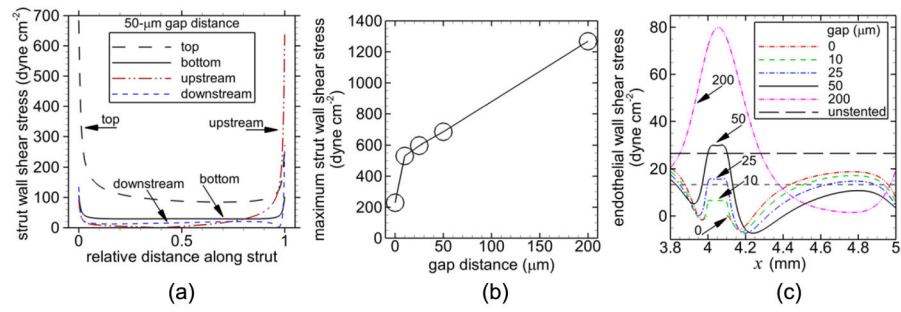 (a)
50-μm gap distance
top
bottom
upstream
downstream
top
upstream
downstream
bottom
strut wall shear stress (dyne cm-2)
700
600
500
400
300
200
100
0
0
0.5
1
relative distance along strut
(a)
(b)
maximum strut wall shear stress
(dyne cm-2)
1400
1200
1000
800
600
400
200
0
0
50
100
150
200
gap distance (μm)
(b)
(c)
endothelial wall shear stress
(dyne cm-2)
80
60
40
20
0
gap (μm)
0
10
25
50
200
unstented
200
50
25
10
0
3.8
4
4.2
4.4
4.6
4.8
5
x (mm)
(c)